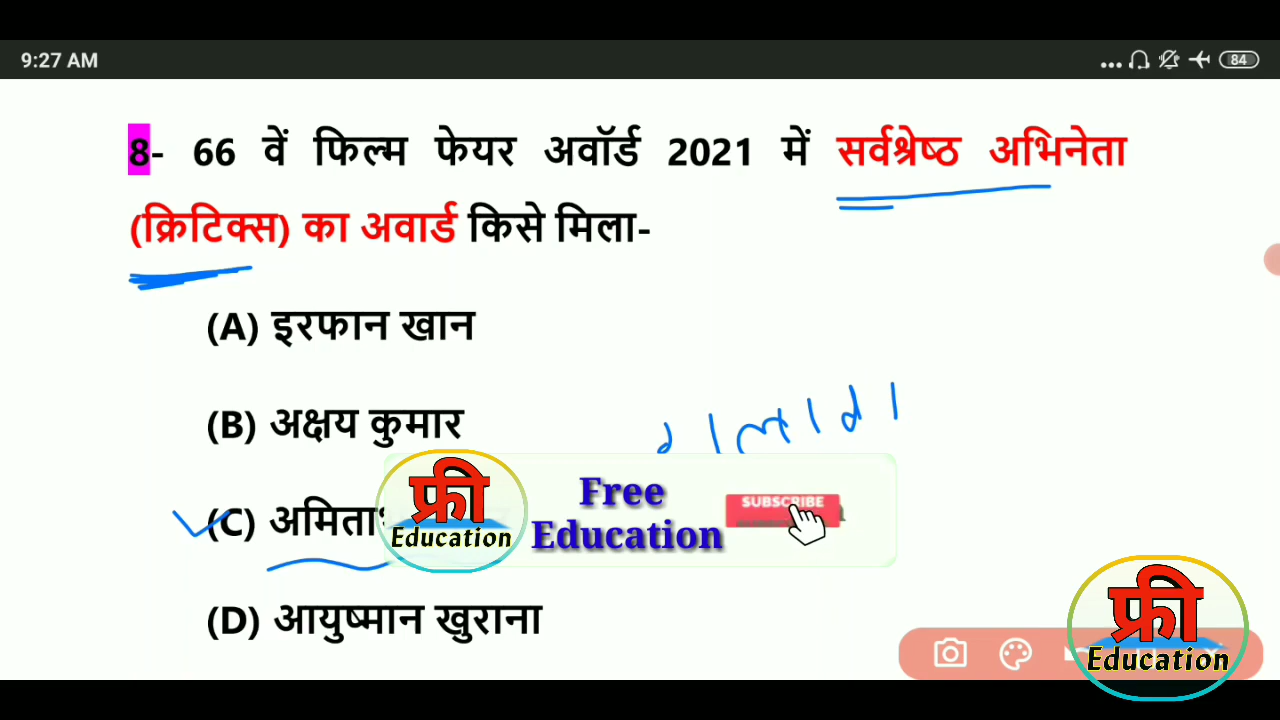 9:27 AM
84
8- 66 वें फिल्म फेयर अवॉर्ड 2021 में सर्वश्रेष्ठ अभिनेता
(क्रिटिक्स) का अवार्ड किसे मिला-
(A) इरफान खान
(B) अक्षय कुमार
(C)
(D) आयुष्मान खुराना
फ्री
Education
Free
Education
SUBSCRIBE
फ्री
Education